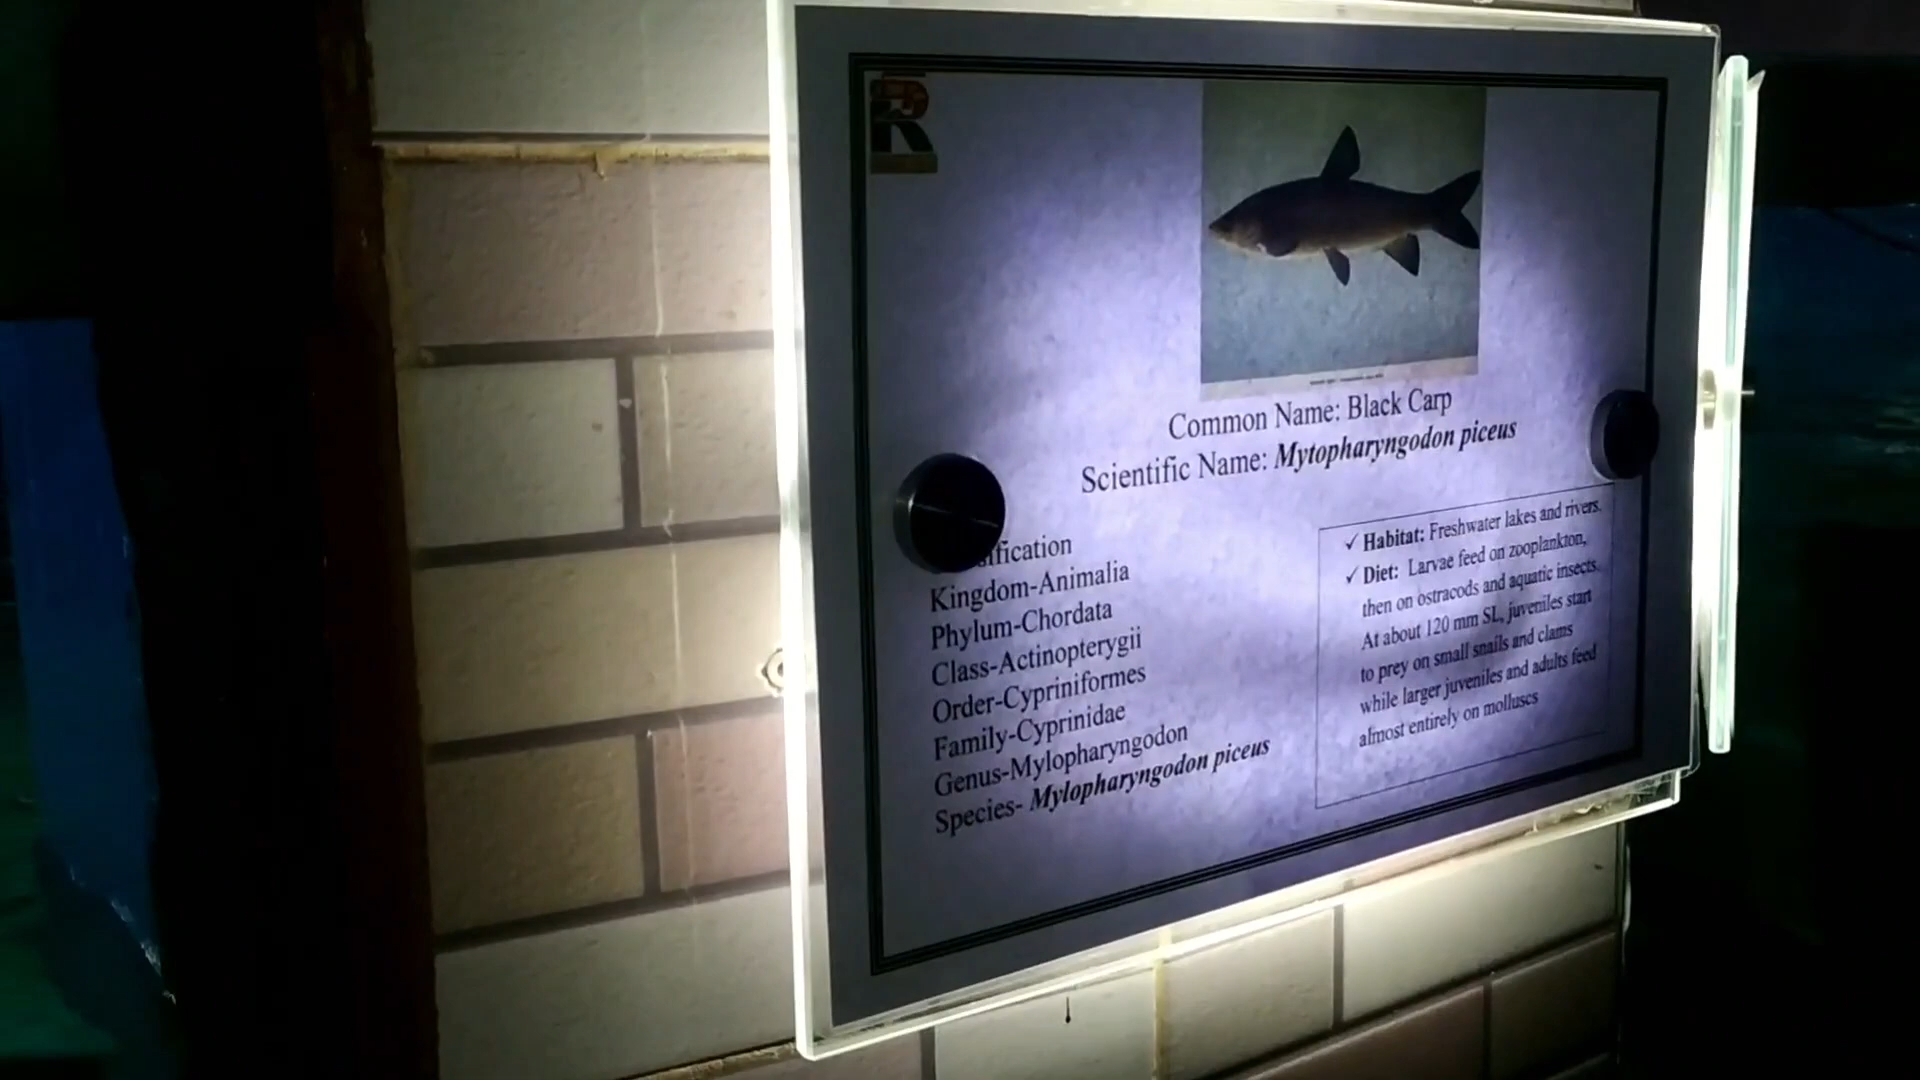 R
Common Name: Black Carp
Scientific Name: Mytopharyngodon piceus
sification
Kingdom-Animalia
Phylum-Chordata
Class-Actinopterygii
Order-Cypriniformes
Family-Cyprinidae
Genus-Mylopharyngodon
Species- Mylopharyngodon piceus
✓ Habitat: Freshwater lakes and rivers.
✓ Diet: Larvae feed on zooplankton,
then on ostracods and aquatic insects.
At about 120 mm SL, juveniles start
to prey on small snails and clams
while larger juveniles and adults feed
almost entirely on molluscs